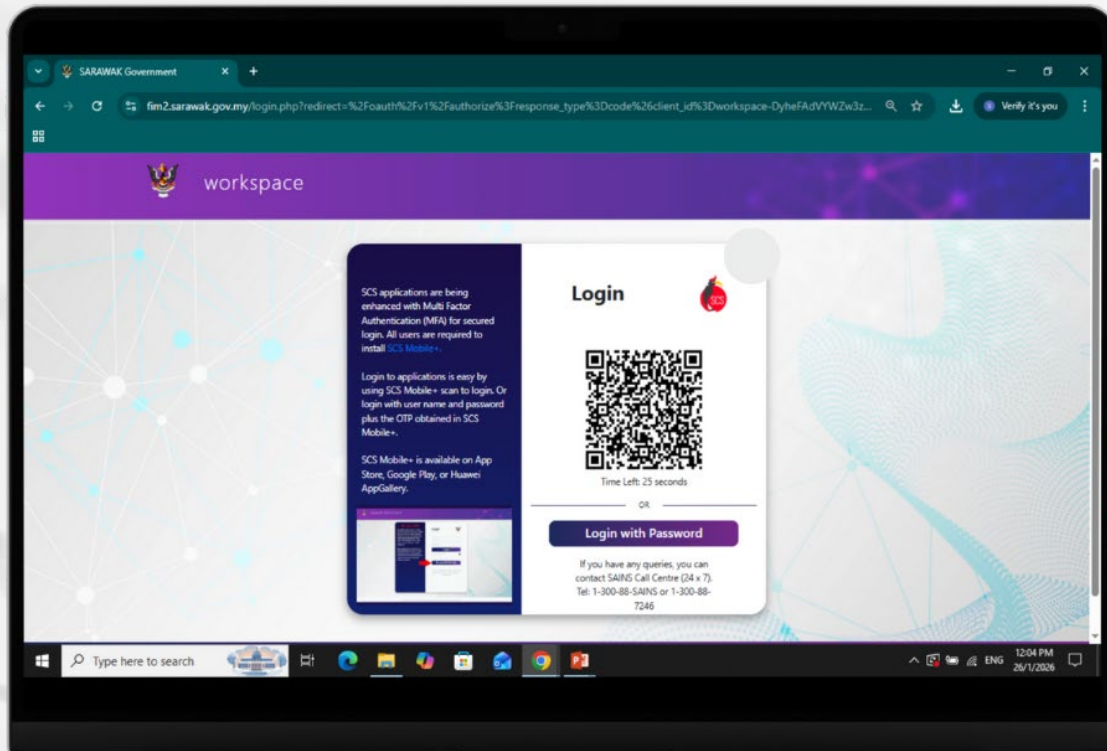 SARAWAK Government
fim2.sarawak.gov.my/login.php?redirect=%2Foauth%2Fv1%2Fauthorize%3Fresponse_type%3Dcode%26client_id%3Dworkspace-DyheFAdVYWZw3z...
Verify it's you
workspace
SCS applications are being
enhanced with Multi Factor
Authentication (MFA) for secured
login. All users are required to
install SCS Mobile+.
Login to applications is easy by
using SCS Mobile+ scan to login. Or
login with user name and password
plus the OTP obtained in SCS
Mobile+.
SCS Mobile+ is available on App
Store, Google Play, or Huawei
AppGallery.
Login
SCS
Time Left: 25 seconds
OR
Login with Password
If you have any queries, you can
contact SAINS Call Centre (24 x 7).
Tel: 1-300-88-SAINS or 1-300-88-
7246
Type here to search
ENG
12:04 PM
26/1/2026